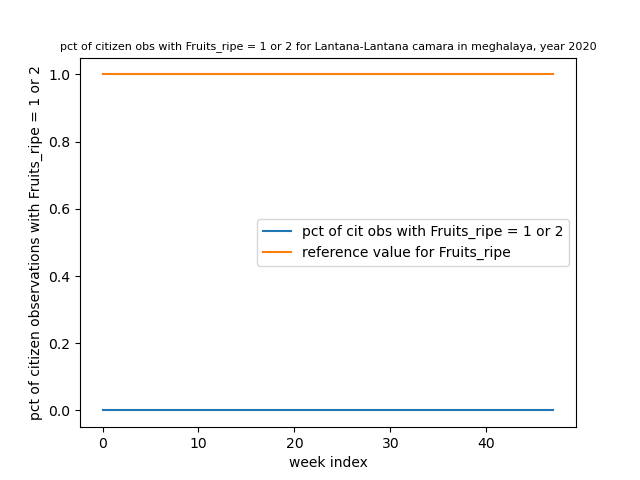 pct of citizen obs with Fruits_ripe = 1 or 2 for Lantana-Lantana camara in meghalaya, year 2020
pct of citizen observations with Fruits_ripe = 1 or 2
1.0
0.8
0.6
0.4
0.2
0.0
pct of cit obs with Fruits_ripe = 1 or 2
reference value for Fruits_ripe
0
10
20
30
40
week index